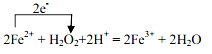 2e⁻
2Fe²⁺ + H₂O₂+2H⁺ = 2Fe³⁺ + 2H₂O